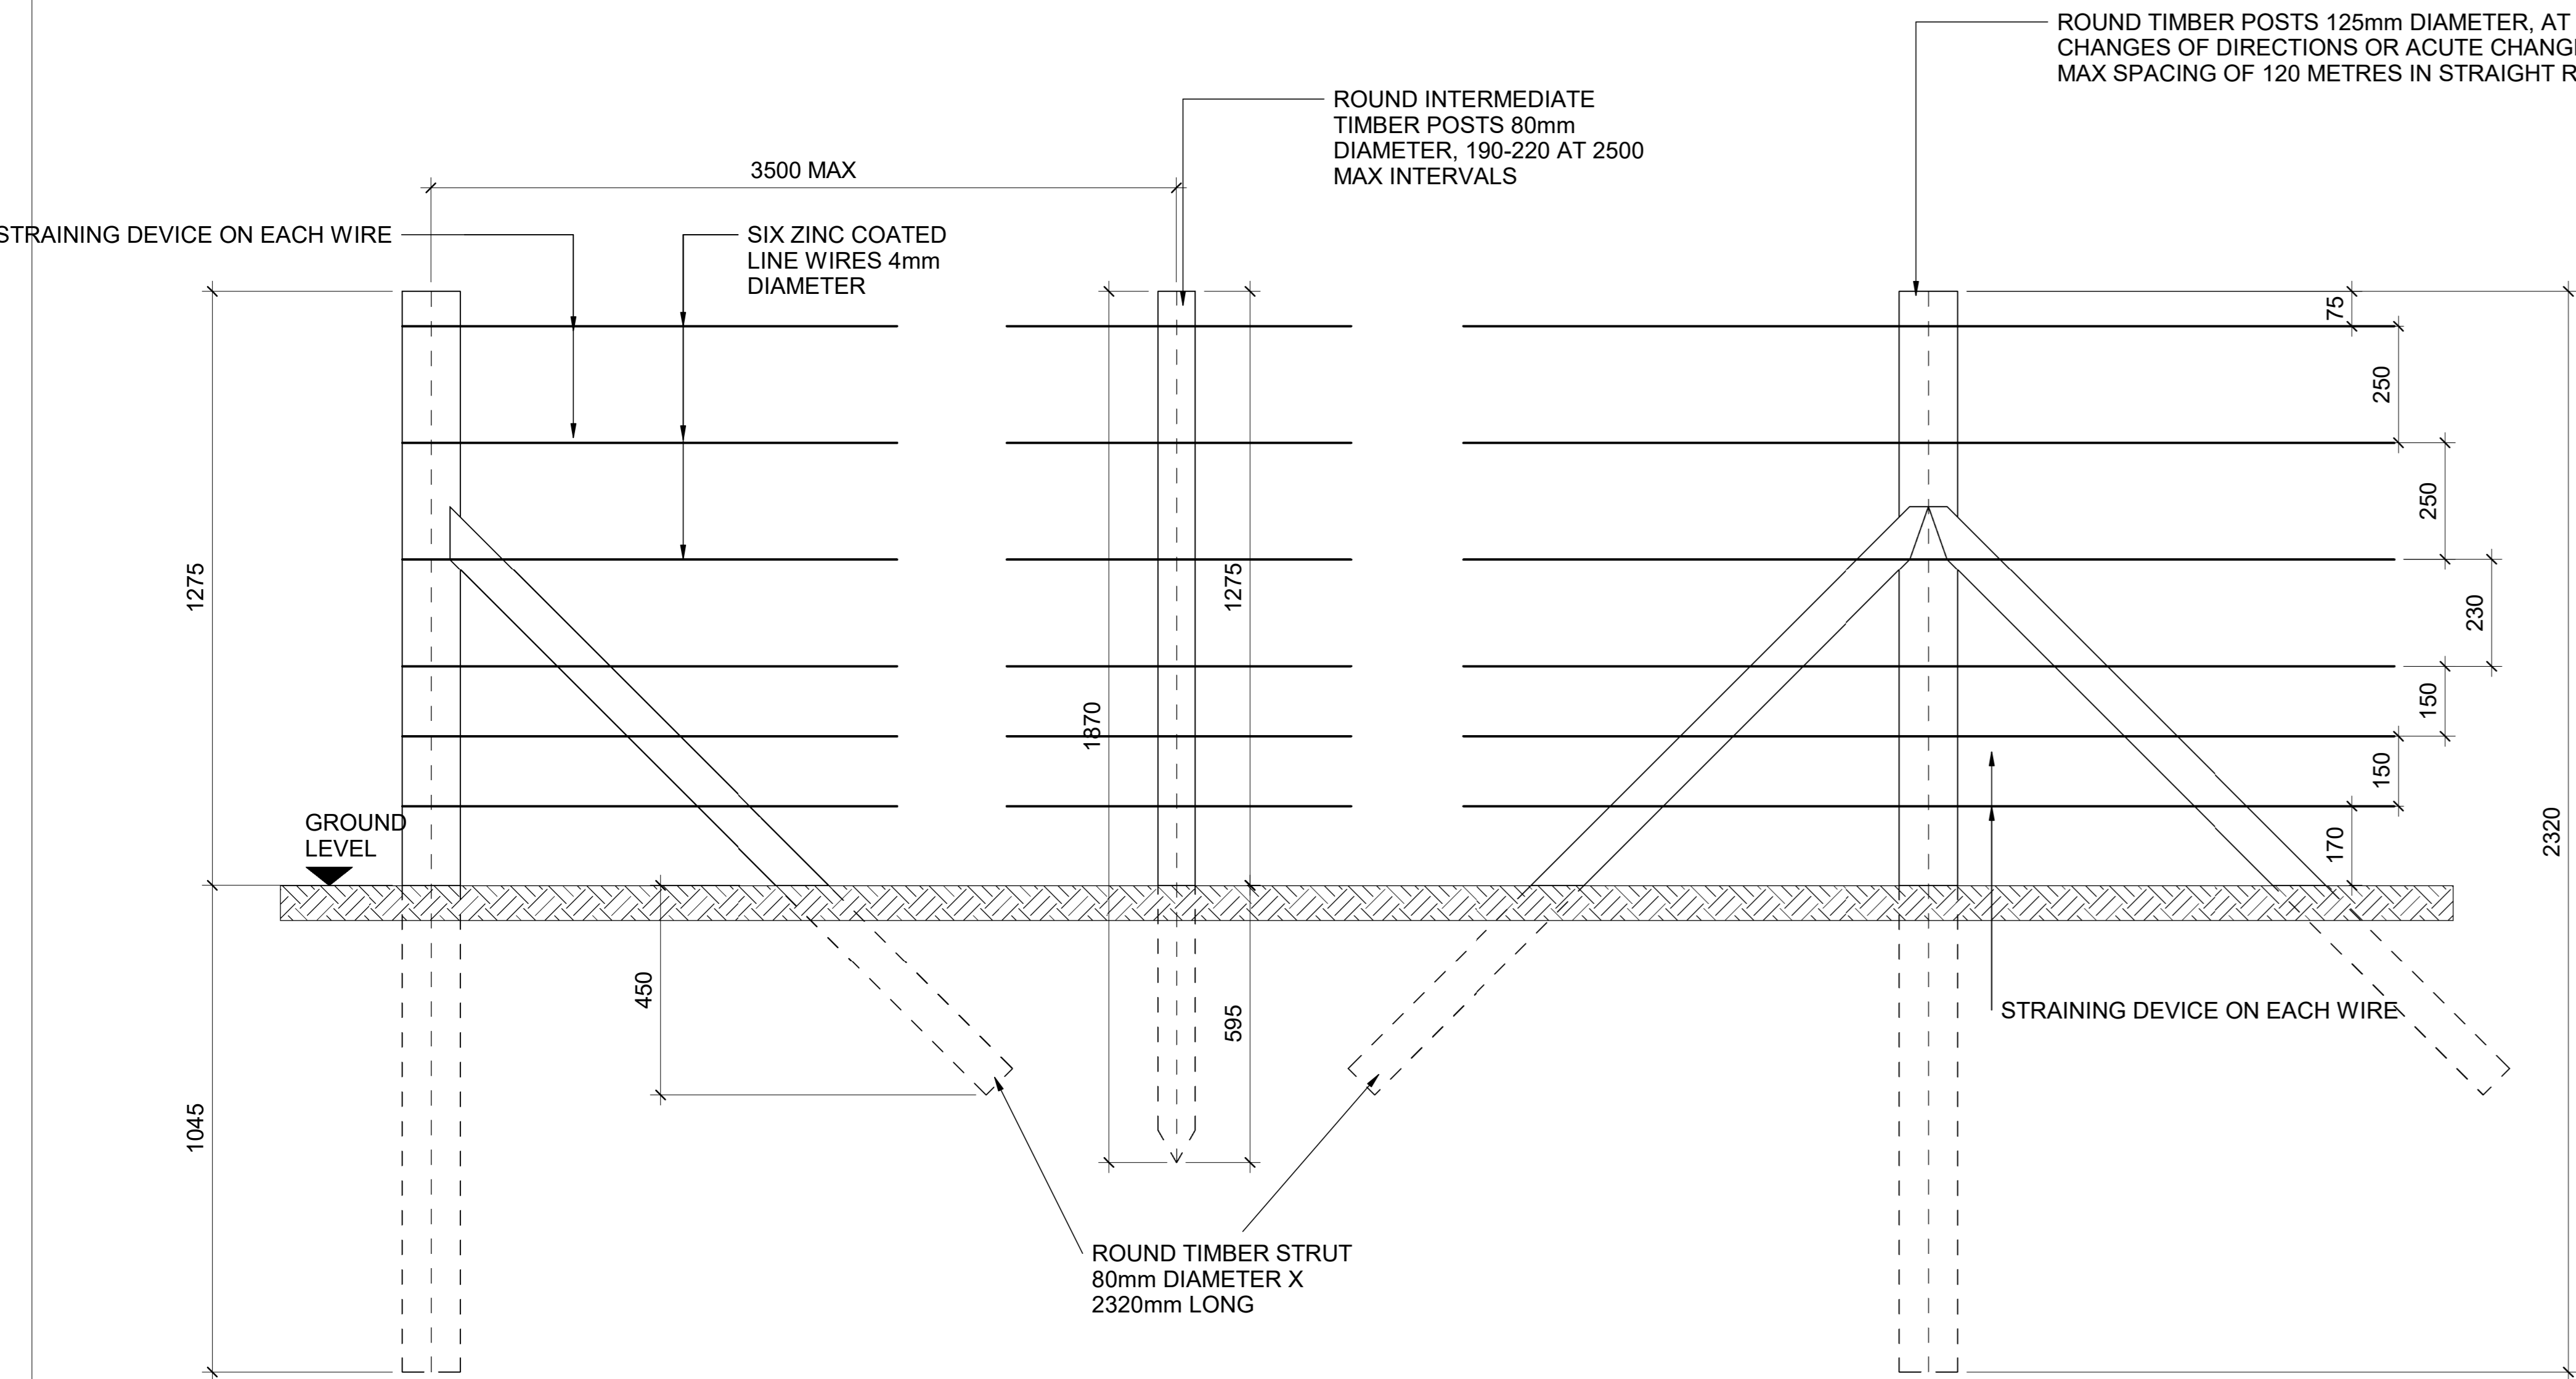 ROUND TIMBER POSTS 125mm DIAMETER, AT
CHANGES OF DIRECTIONS OR ACUTE CHANG
MAX SPACING OF 120 METRES IN STRAIGHT R
ROUND INTERMEDIATE
TIMBER POSTS 80mm
DIAMETER, 190-220 AT 2500
MAX INTERVALS
3500 MAX
STRAINING DEVICE ON EACH WIRE
SIX ZINC COATED
LINE WIRES 4mm
DIAMETER
75
250
250
1275
1275
230
150
1870
150
GROUND
LEVEL
170
2320
450
595
STRAINING DEVICE ON EACH WIRE
1045
ROUND TIMBER STRUT
80mm DIAMETER X
2320mm LONG